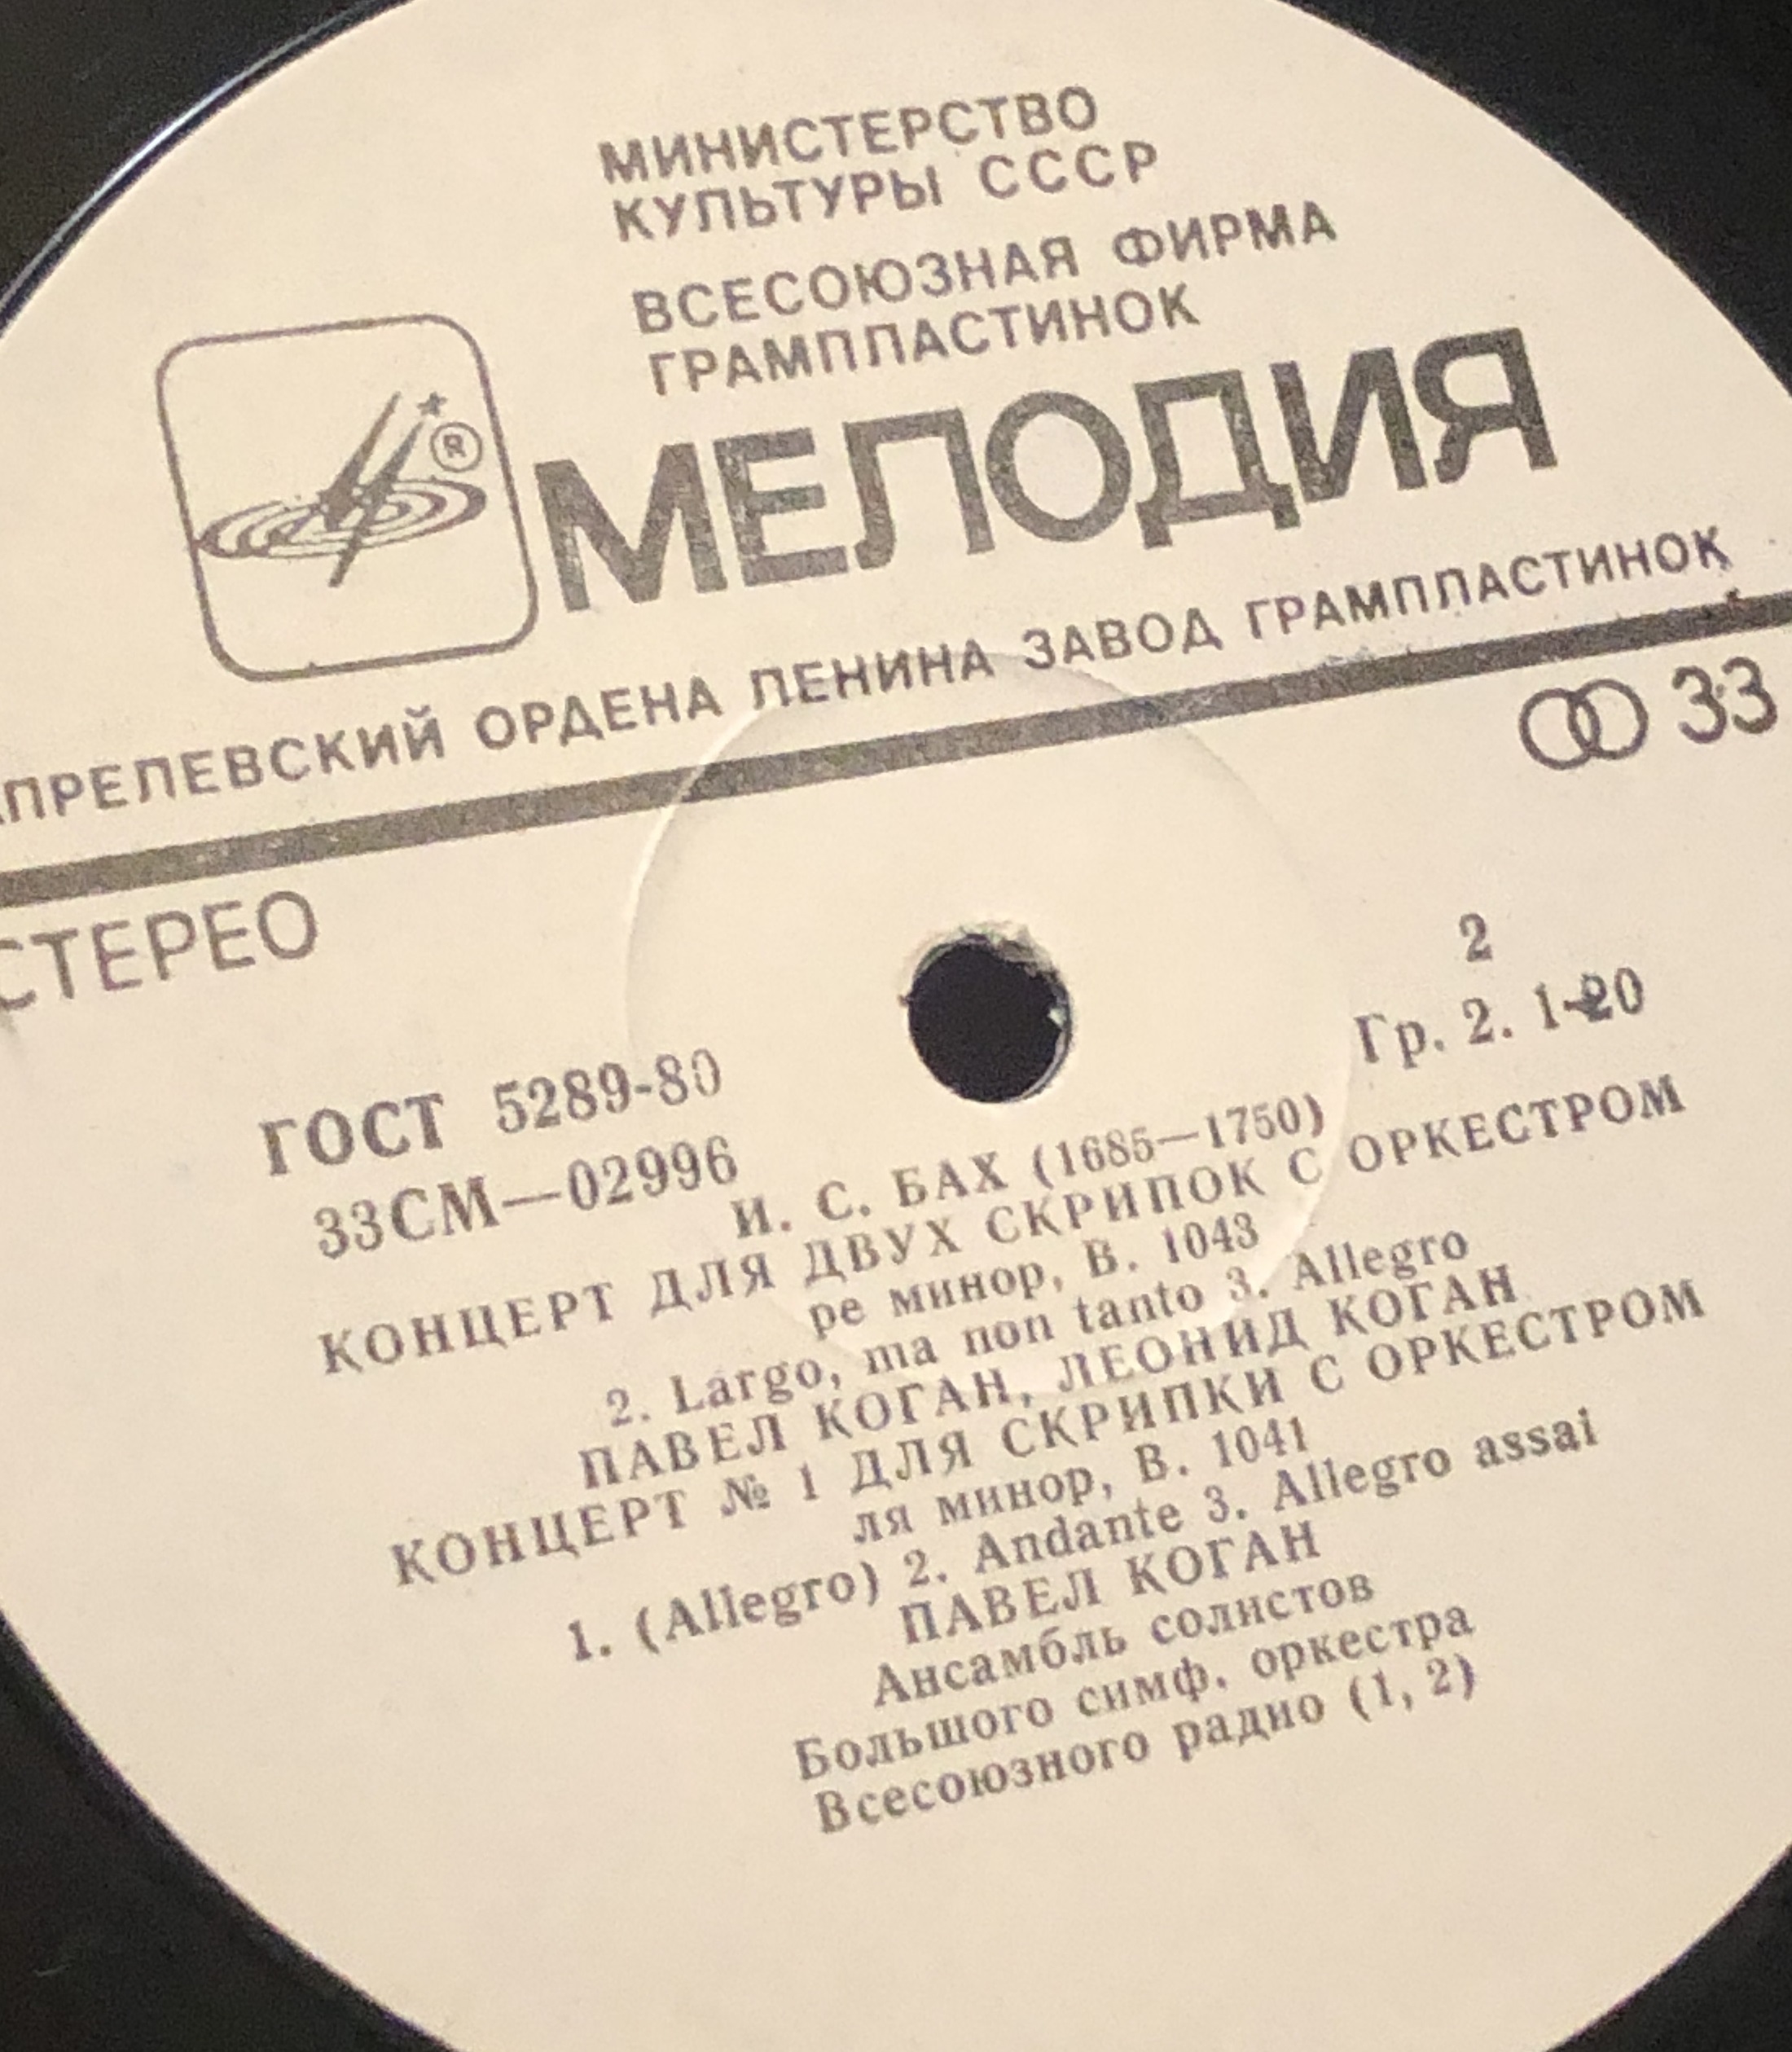 МИНИСТЕРСТВО
КУЛЬТУРЫ СССР
ВСЕСОЮЗНАЯ ФИРМА
ГРАМПЛАСТИНОК
®
МЕЛОДИЯ
АПРЕЛЕВСКИЙ ОРДЕНА ЛЕНИНА ЗАВОД ГРАМПЛАСТИНОК
33
СТЕРЕО
2
ГОСТ 5289-80
Гр. 2. 1-20
33СМ—02996
И. С. БАХ (1685—1750)
КОНЦЕРТ ДЛЯ ДВУХ СКРИПОК С ОРКЕСТРОМ
ре минор, В. 1043
2. Largo, ma non tanto 3. Allegro
ПАВЕЛ КОГАН, ЛЕОНИД КОГАН
КОНЦЕРТ № 1 ДЛЯ СКРИПКИ С ОРКЕСТРОМ
ля минор, В. 1041
1. (Allegro) 2. Andante 3. Allegro assai
ПАВЕЛ КОГАН
Ансамбль солистов
Большого симф. оркестра
Всесоюзного радио (1, 2)